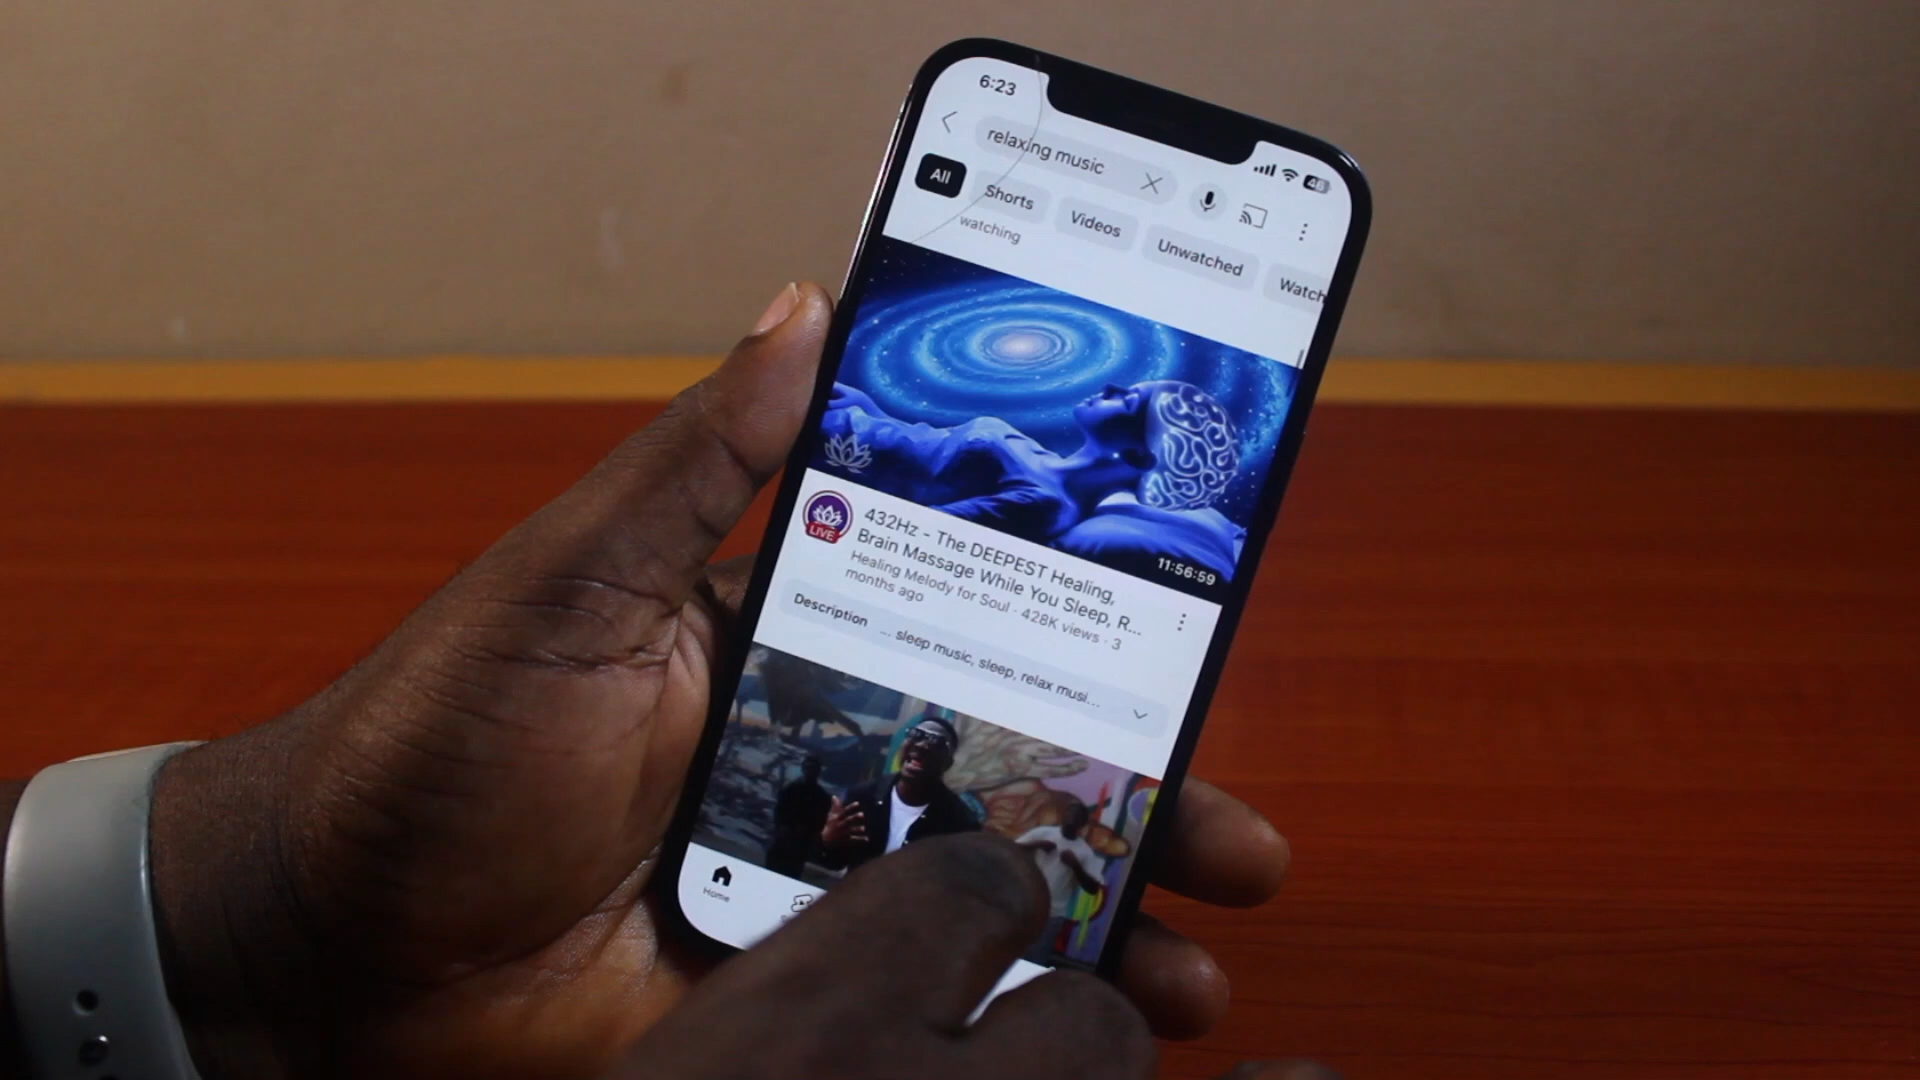 6:23
46
relaxing music
All
Shorts
Videos
Unwatched
Watch
watching
11:56:59
LIVE
432Hz - The DEEPEST Healing,
Brain Massage While You Sleep, R...
Healing Melody for Soul · 428K views · 3
months ago
Description
... sleep music, sleep, relax musi...
Home